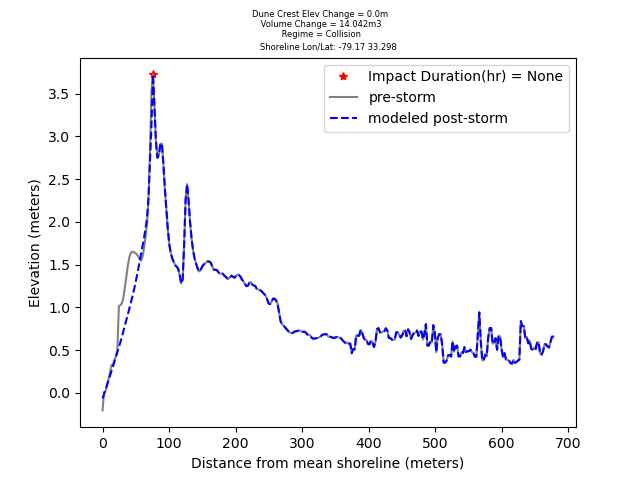 Dune Crest Elev Change = 0.0m
Volume Change = 14.042m3
Regime = Collision
Shoreline Lon/Lat: -79.17 33.298
Impact Duration(hr) = None
pre-storm
modeled post-storm
Elevation (meters)
3.5
3.0
2.5
2.0
1.5
1.0
0.5
0.0
0 100 200 300 400 500 600 700
Distance from mean shoreline (meters)